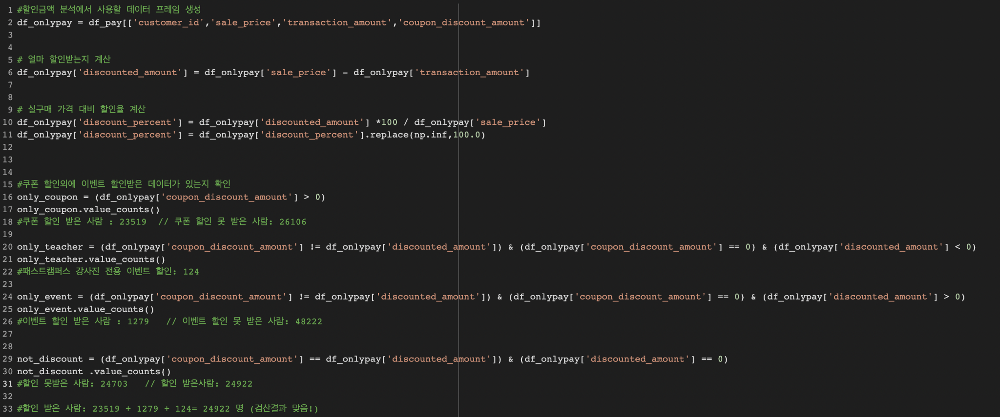 1 #할인금액 분석에서 사용할 데이터 프레임 생성
2 df_onlypay = df_pay[['customer_id','sale_price','transaction_amount','coupon_discount_amount']]
3
4
5 # 얼마 할인받는지 계산
6 df_onlypay['discounted_amount'] = df_onlypay['sale_price'] - df_onlypay['transaction_amount']
7
8
9 # 실구매 가격 대비 할인율 계산
10 df_onlypay['discount_percent'] = df_onlypay['discounted_amount'] *100 / df_onlypay['sale_price']
11 df_onlypay['discount_percent'] = df_onlypay['discount_percent'].replace(np.inf,100.0)
12
13
14
15 #쿠폰 할인외에 이벤트 할인받은 데이터가 있는지 확인
16 only_coupon = (df_onlypay['coupon_discount_amount'] > 0)
17 only_coupon.value_counts()
18 #쿠폰 할인 받은 사람 : 23519  // 쿠폰 할인 못 받은 사람: 26106
19
20 only_teacher = (df_onlypay['coupon_discount_amount'] != df_onlypay['discounted_amount']) & (df_onlypay['coupon_discount_amount'] == 0) & (df_onlypay['discounted_amount'] < 0)
21 only_teacher.value_counts()
22 #패스트캠퍼스 강사진 전용 이벤트 할인: 124
23
24 only_event = (df_onlypay['coupon_discount_amount'] != df_onlypay['discounted_amount']) & (df_onlypay['coupon_discount_amount'] == 0) & (df_onlypay['discounted_amount'] > 0)
25 only_event.value_counts()
26 #이벤트 할인 받은 사람 : 1279   // 이벤트 할인 못 받은 사람: 48222
27
28
29 not_discount = (df_onlypay['coupon_discount_amount'] == df_onlypay['discounted_amount']) & (df_onlypay['discounted_amount'] == 0)
30 not_discount .value_counts()
31 #할인 못받은 사람: 24703   // 할인 받은사람: 24922
32
33 #할인 받은 사람: 23519 + 1279 + 124= 24922 명 (검산결과 맞음!)